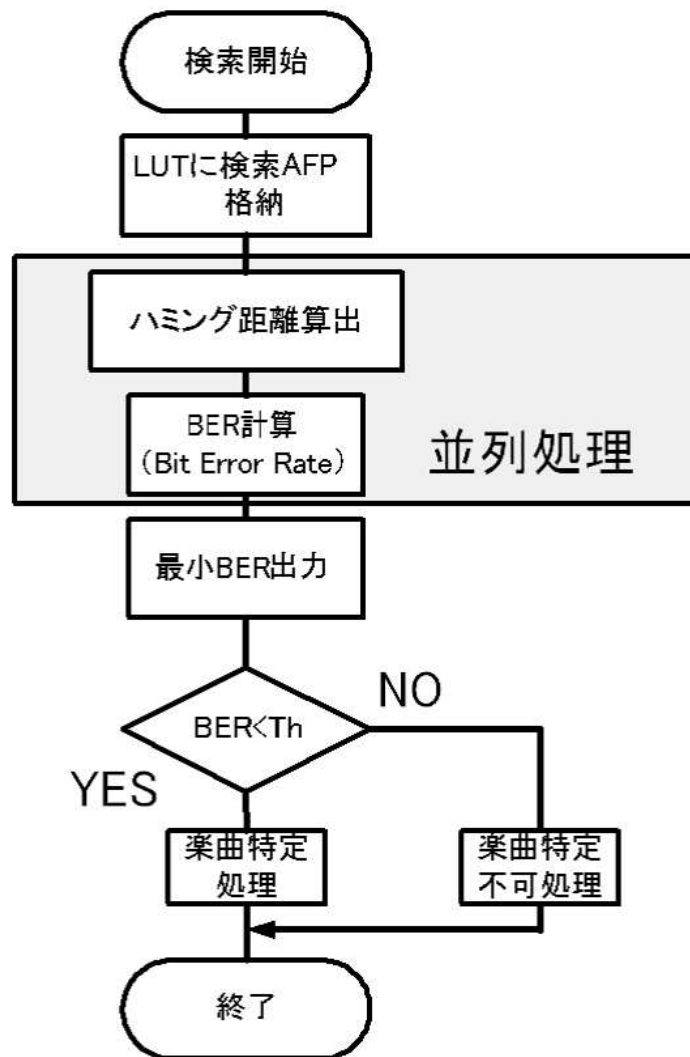 検索開始
LUTに検索AFP
格納
ハミング距離算出
BER計算
(Bit Error Rate)
並列処理
最小BER出力
BER<Th
NO
YES
楽曲特定
処理
楽曲特定
不可処理
終了